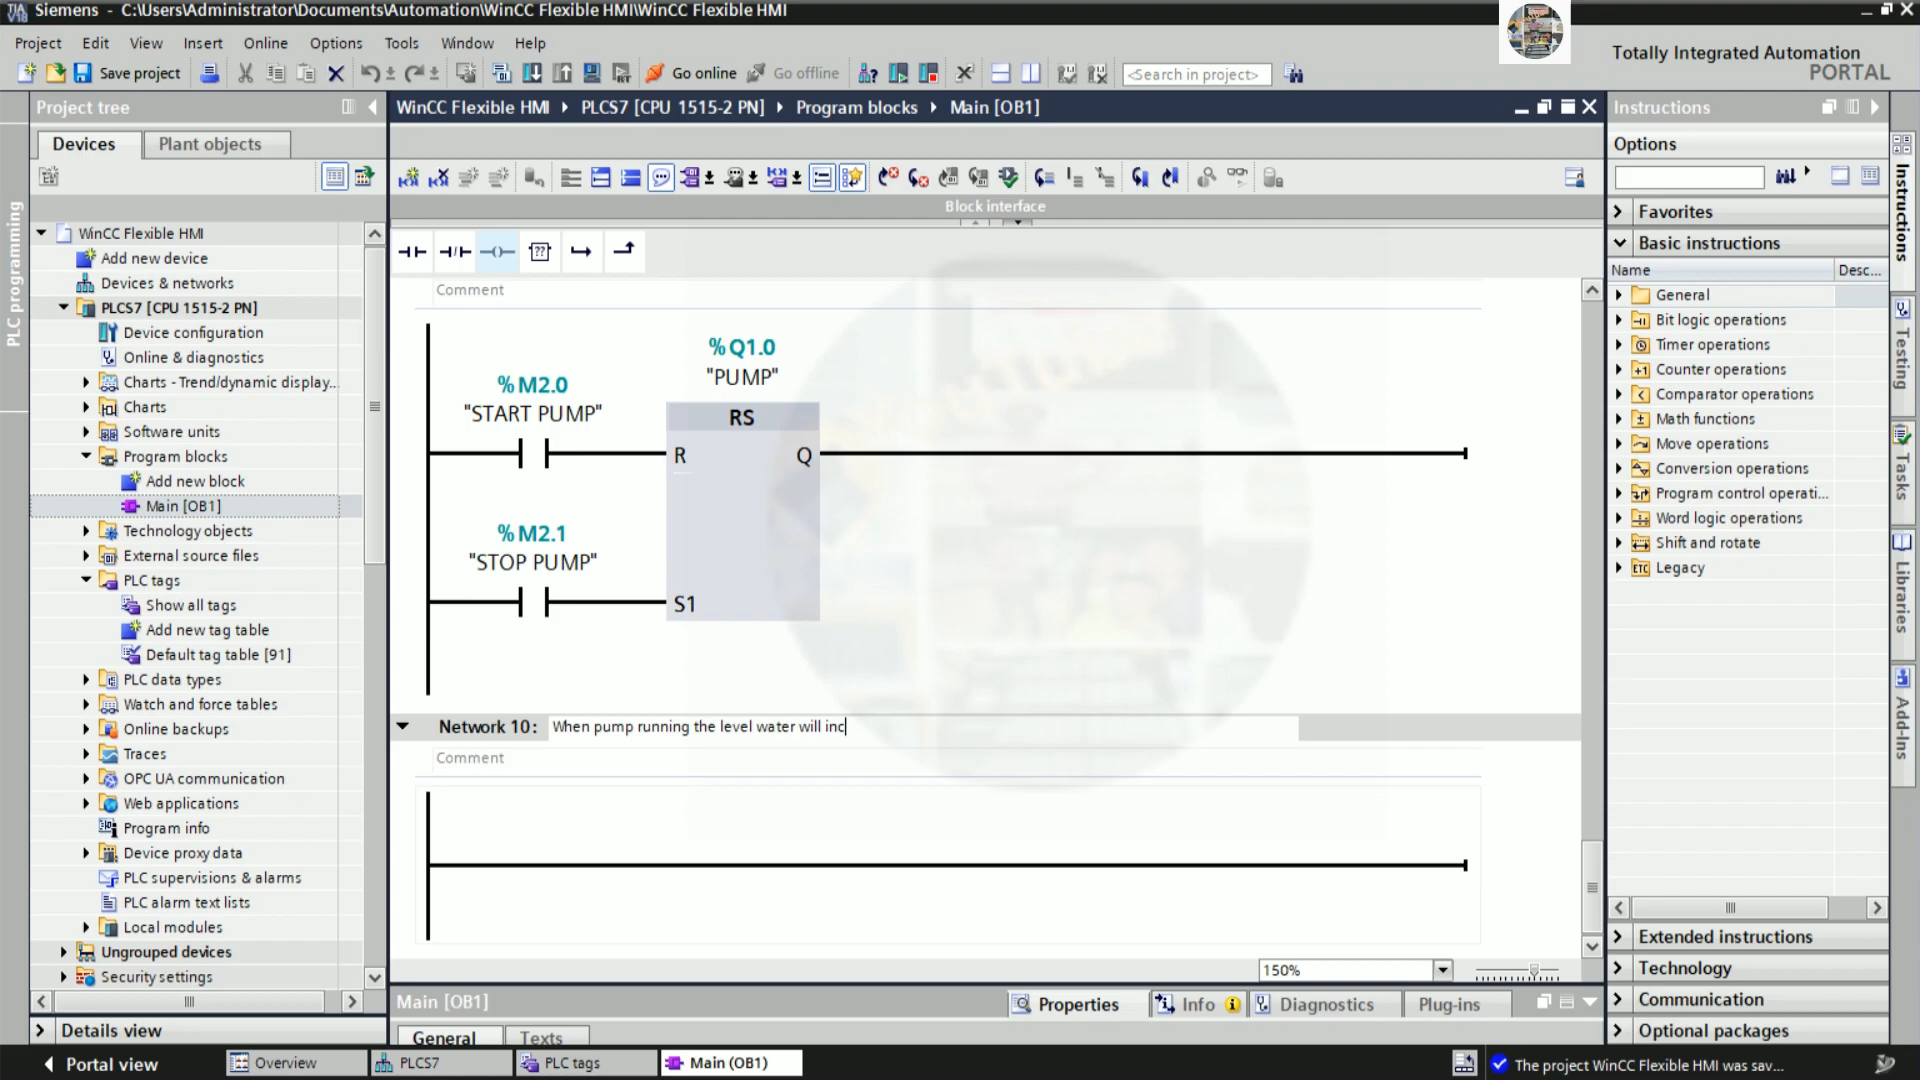 TIA V18 Siemens - C:\Users\Administrator\Documents\Automation\WinCC Flexible HMI\WinCC Flexible HMI
Project Edit View Insert Online Options Tools Window Help
Totally Integrated Automation
PORTAL
Save project
Go online
Go offline
<Search in project>
Project tree
Devices
Plant objects
PLC programming
WinCC Flexible HMI
Add new device
Devices & networks
PLCS7 [CPU 1515-2 PN]
Device configuration
Online & diagnostics
Charts - Trend/dynamic display...
Charts
Software units
Program blocks
Add new block
Main [OB1]
Technology objects
External source files
PLC tags
Show all tags
Add new tag table
Default tag table [91]
PLC data types
Watch and force tables
Online backups
Traces
OPC UA communication
Web applications
Program info
Device proxy data
PLC supervisions & alarms
PLC alarm text lists
Local modules
Ungrouped devices
Security settings
Details view
WinCC Flexible HMI PLCS7 [CPU 1515-2 PN] Program blocks Main [OB1]
Block interface
??
Comment
%Q1.0
"PUMP"
%M2.0
"START PUMP"
RS
R
Q
%M2.1
"STOP PUMP"
S1
Network 10: When pump running the level water will inc
Comment
150%
Main [OB1]
Properties
Info
Diagnostics
Plug-ins
General
Texts
Instructions
Options
Favorites
Basic instructions
Name
Desc...
General
Bit logic operations
Timer operations
Counter operations
Comparator operations
Math functions
Move operations
Conversion operations
Program control operati...
Word logic operations
Shift and rotate
Legacy
Extended instructions
Technology
Communication
Optional packages
Instructions
Testing
Tasks
Libraries
Add-Ins
Portal view
Overview
PLCS7
PLC tags
Main (OB1)
The project WinCC Flexible HMI was sav...